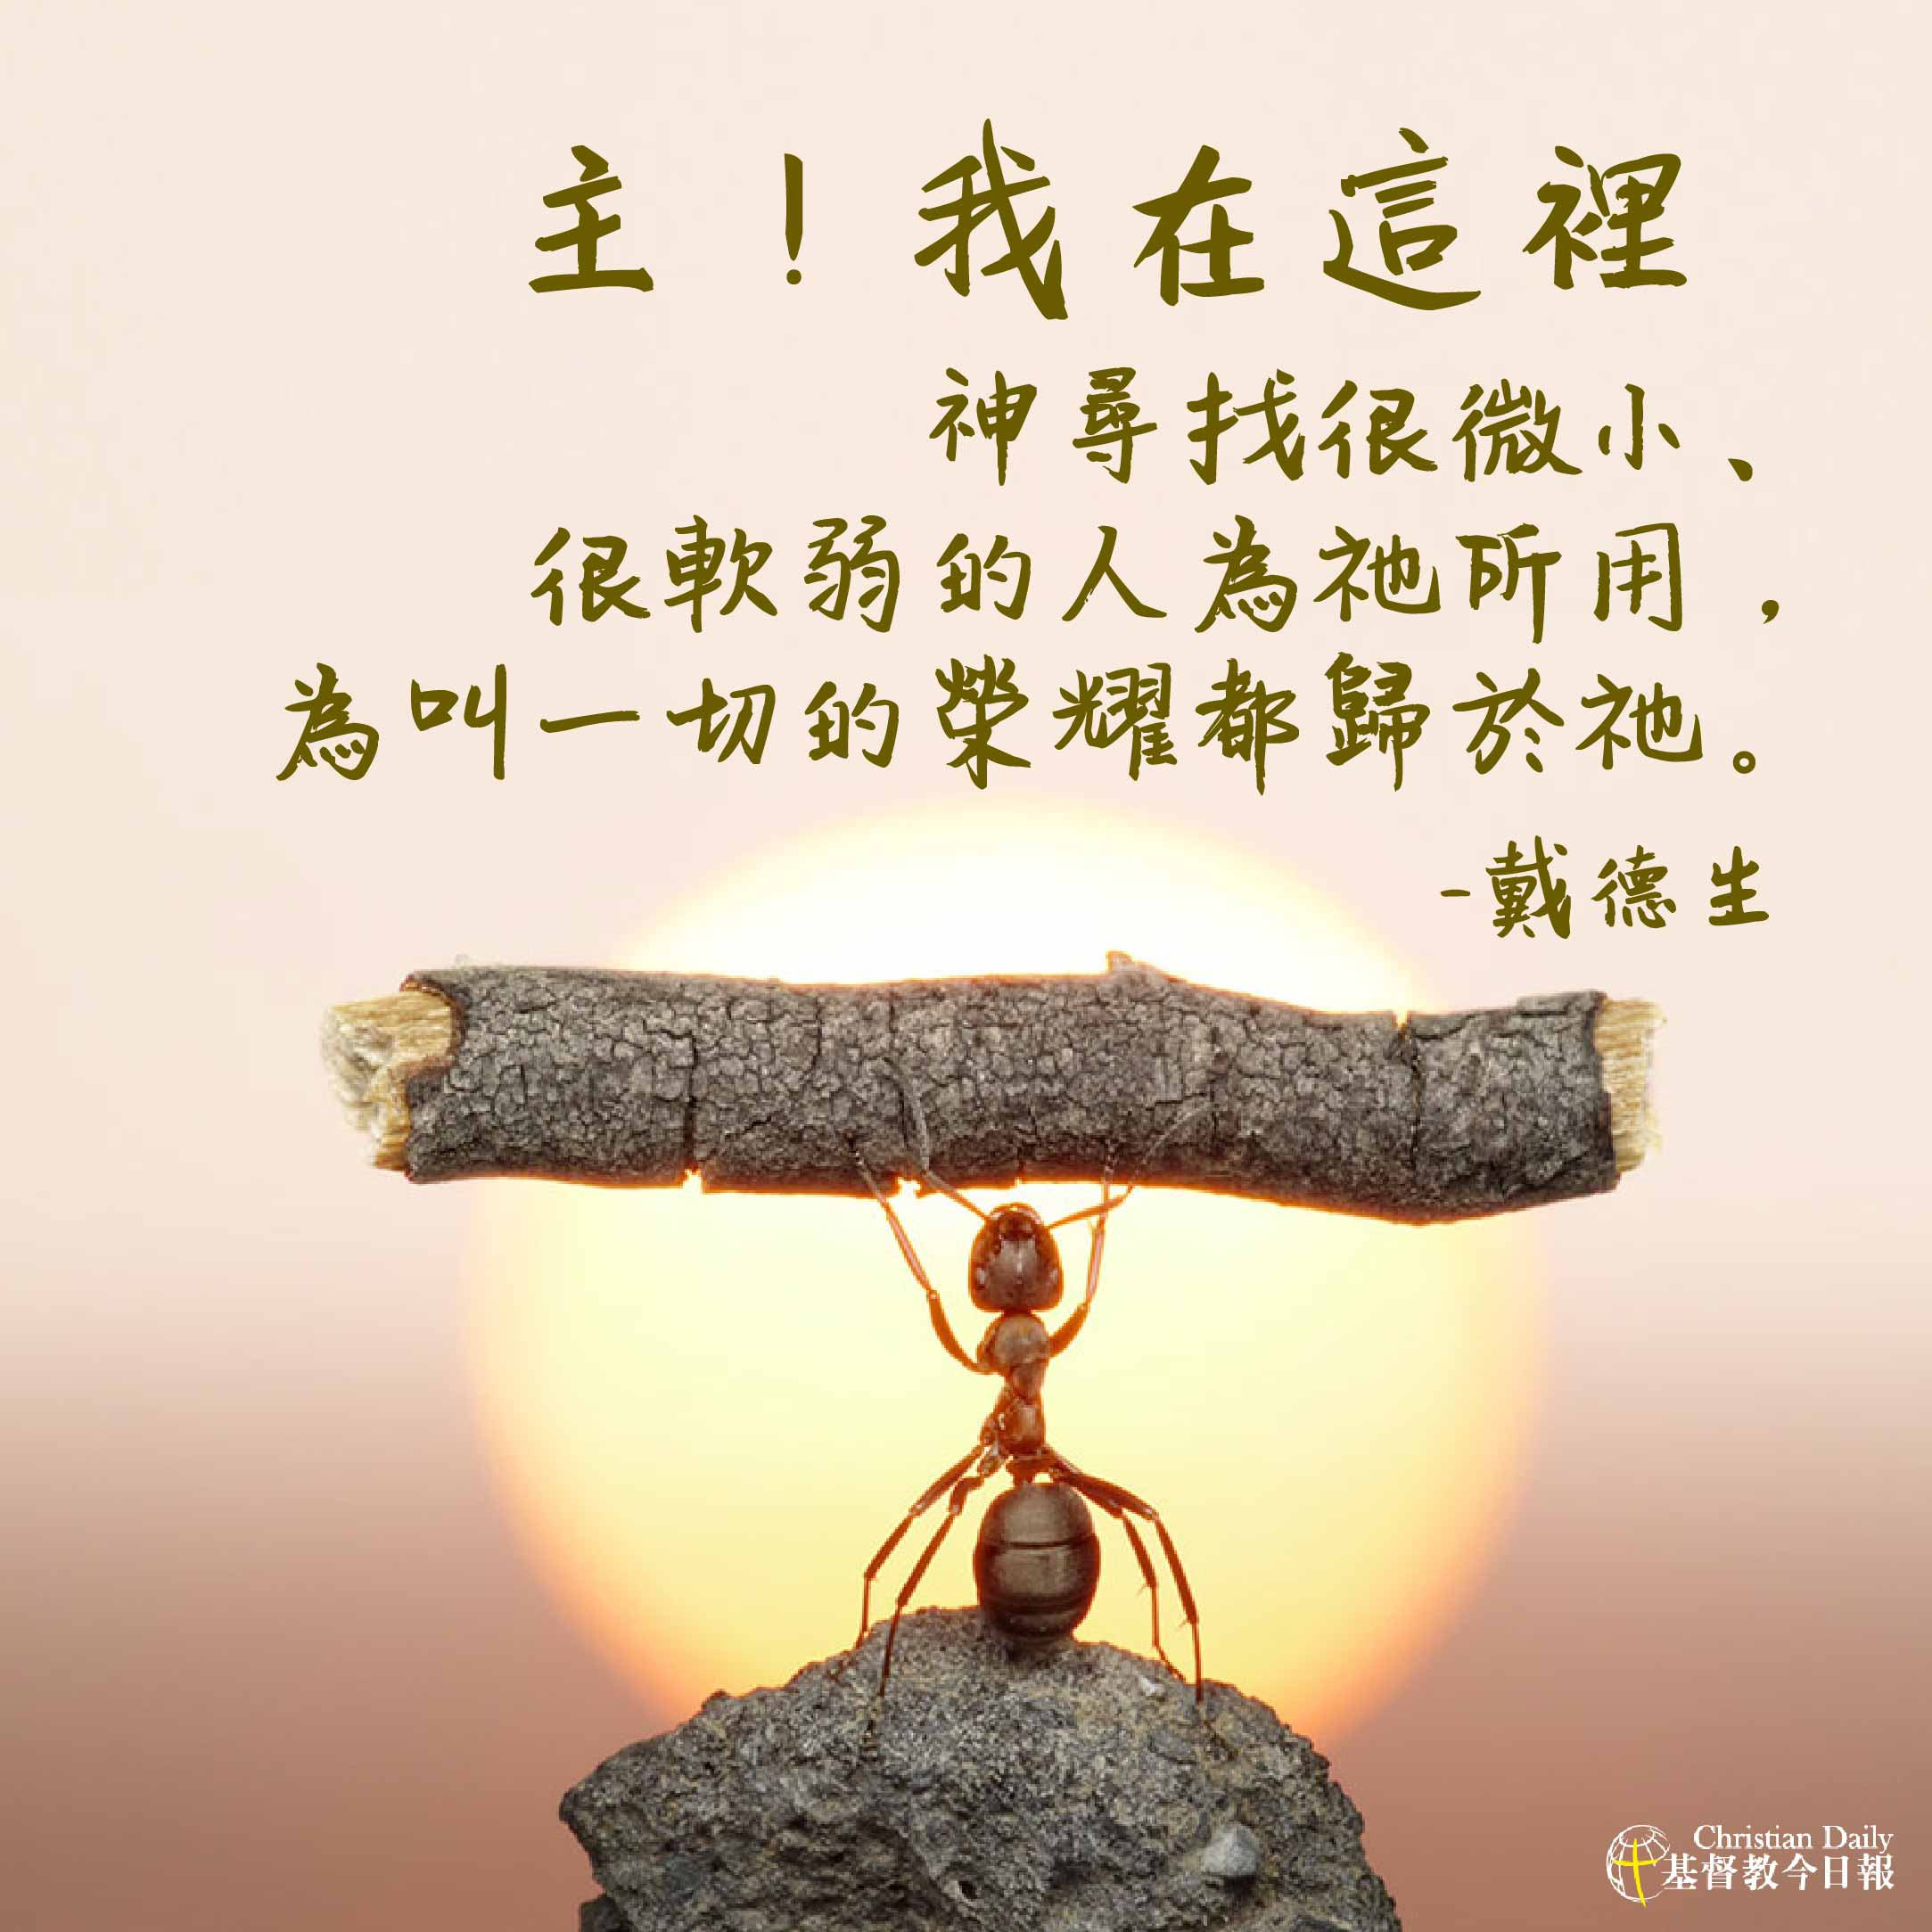 主！我在這裡
神尋找很微小、
很軟弱的人為祂所用，
為叫一切的榮耀都歸於祂。
-戴德生
Christian Daily
基督教今日報